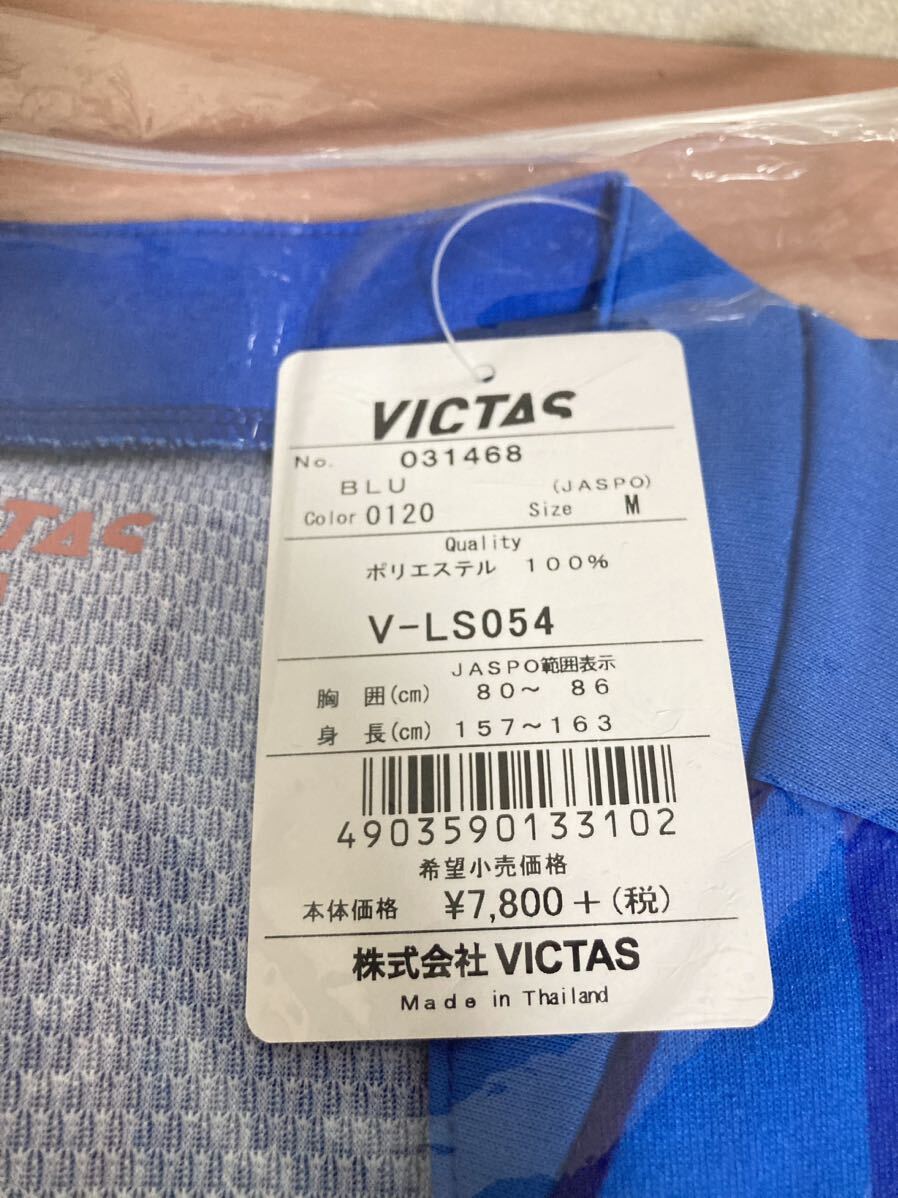 VICTAS
No. 031468
BLU (JASPO)
Color 0120 Size M
Quality
ポリエステル 100%
V-LS054
JASPO範囲表示
胸 囲(cm) 80～ 86
身 長(cm) 157～163
4903590133102
希望小売価格
本体価格 ¥7,800+(税)
株式会社 VICTAS
Made in Thailand
TAS